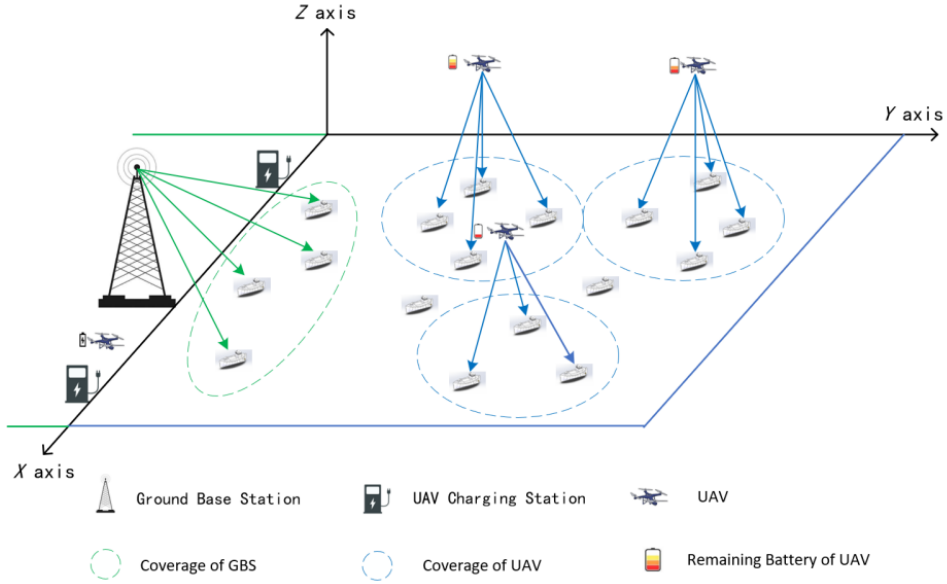 Z axis
Y axis
X axis
Ground Base Station
UAV Charging Station
UAV
Coverage of GBS
Coverage of UAV
Remaining Battery of UAV